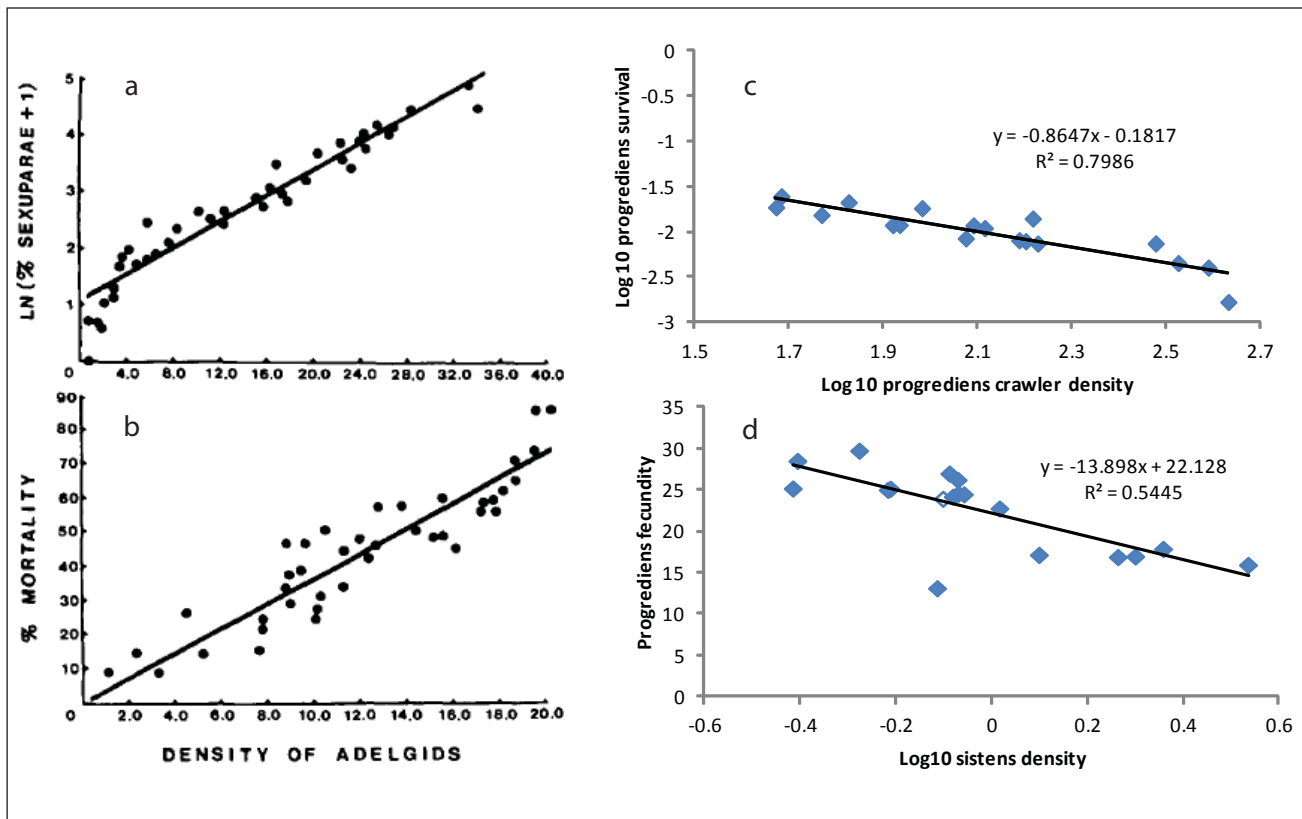 a
LN (% SEXUPARAE +1)
5
4
3
2
1
0
4.0 8.0 12.0 16.0 20.0 24.0 28.0 32.0 36.0 40.0
b
% MORTALITY
90
80
70
60
50
40
30
20
10
0
2.0 4.0 6.0 8.0 10.0 12.0 14.0 16.0 18.0 20.0
DENSITY OF ADELGIDS
c
Log 10 progrediens survival
0
-0.5
-1
-1.5
-2
-2.5
-3
y = -0.8647x - 0.1817
R² = 0.7986
1.5 1.7 1.9 2.1 2.3 2.5 2.7
Log 10 progrediens crawler density
d
Progrediens fecundity
35
30
25
20
15
10
5
0
y = -13.898x + 22.128
R² = 0.5445
-0.6 -0.4 -0.2 0 0.2 0.4 0.6
Log10 sistens density